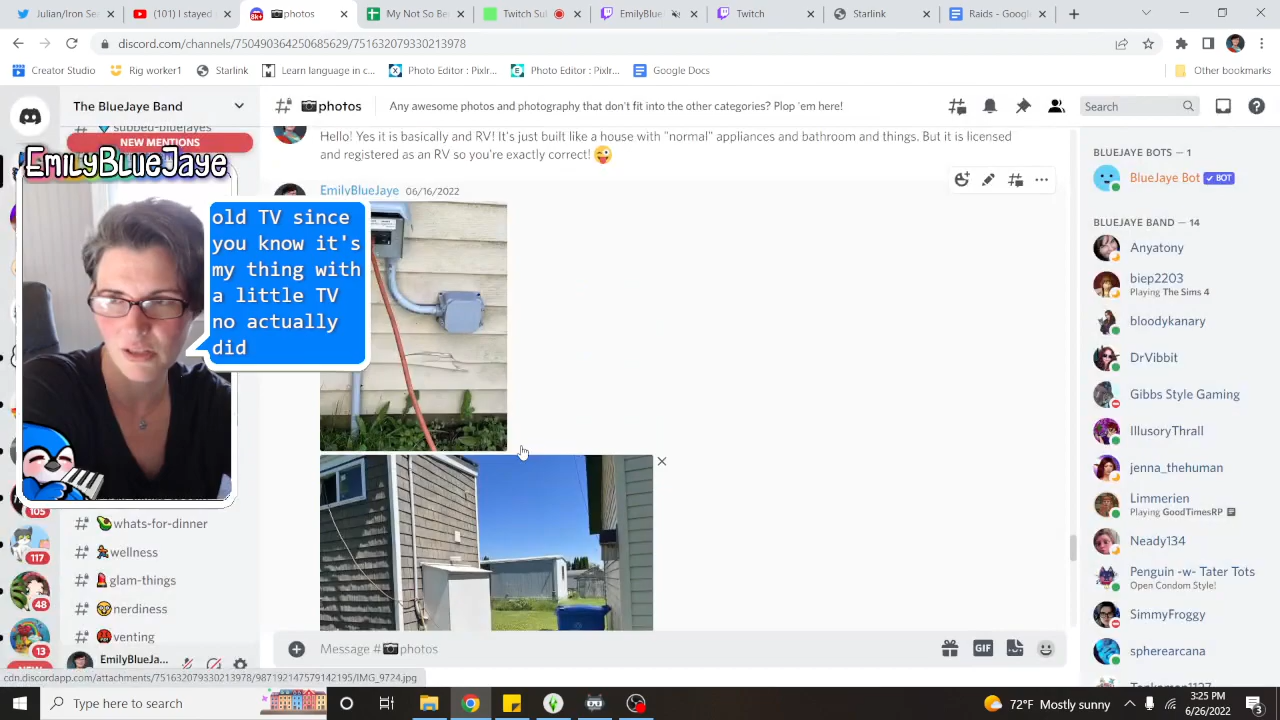 Julian/Iron Se
(101)
photos
My Not So Be
Twitch Sul
EmilyBlue
Twitch
Starlink
Raids - Google
discord.com/channels/750490364250685629/751632079330213978
Creator Studio
Rig worker1
Starlink
Learn language in c...
Photo Editor : Pixlr...
Photo Editor : Pixlr...
Google Docs
Other bookmarks
The BlueJaye Band
photos
Any awesome photos and photography that don't fit into the other categories? Plop 'em here!
Search
subbed-bluejayes
NEW MENTIONS
Hello! Yes it is basically and RV! It's just built like a house with "normal" appliances and bathroom and things. But it is licensed
and registered as an RV so you're exactly correct!
EmilyBlueJaye
EmilyBlueJaye 06/16/2022
old TV since
you know it's
my thing with
a little TV
no actually
did
105
117
48
13
NEW
whats-for-dinner
wellness
glam-things
nerdiness
venting
EmilyBlueJa...
Message # photos
GIF
BLUEJAYE BOTS — 1
BlueJaye Bot BOT
BLUEJAYE BAND — 14
Anyatony
biep2203
Playing The Sims 4
bloodykanary
DrVibbit
Gibbs Style Gaming
IllusoryThrall
jenna_thehuman
Limmerien
Playing GoodTimesRP
Neady134
Penguin -w- Tater Tots
Open Condom Style!
SimmyFroggy
spherearcana
cdn.discordapp.com/attachments/751632079330213978/987192147579142195/IMG_9724.jpg
Type here to search
72°F Mostly sunny
3:25 PM
6/26/2022
3